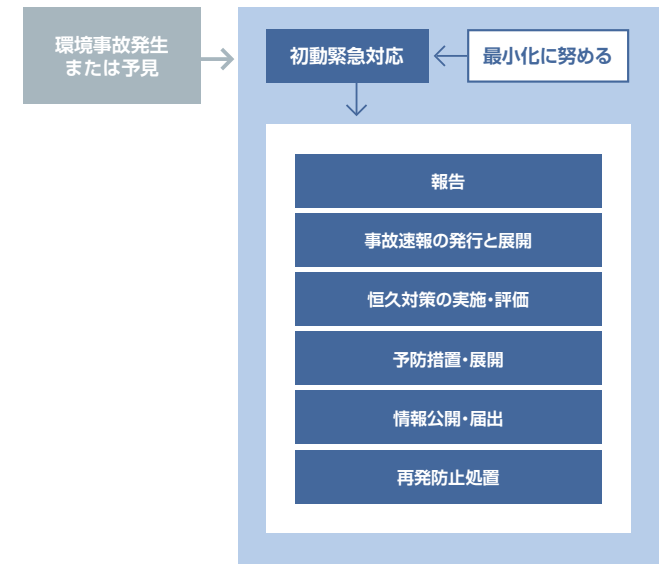 環境事故発生
または予見
初動緊急対応
最小化に努める
報告
事故速報の発行と展開
恒久対策の実施・評価
予防措置・展開
情報公開・届出
再発防止処置